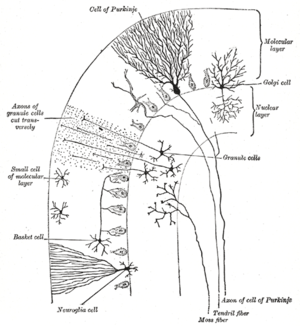 Cell of Purkinje
Molecular
layer
Golgi cell
Nuclear
layer
Axons of
granule cells
cut trans-
versely
Granule cells
Small cell
of molecular
layer
Basket cell
Neuroglia cell
Axon of cell of Purkinje
Tendril fiber
Moss fiber